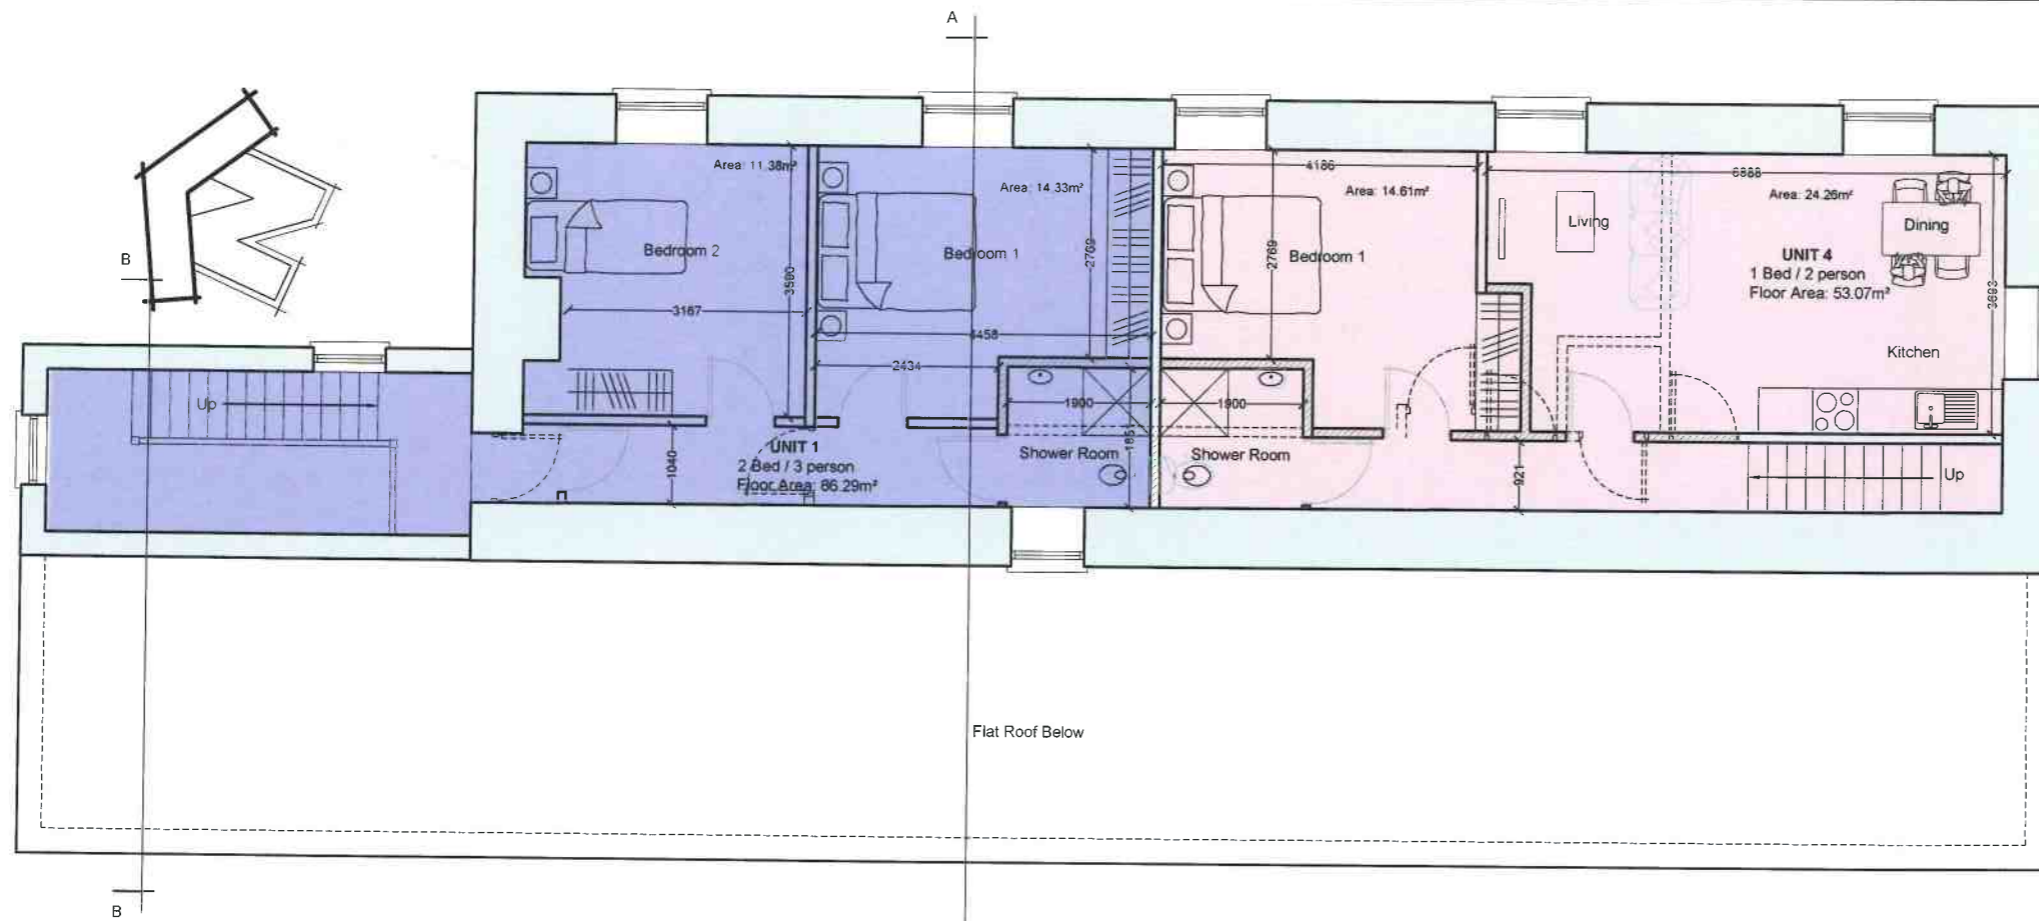 A
B
Area: 11.38m²
Bedroom 2
3590
3167
Area: 14.33m²
Bedroom 1
2769
4458
2434
1900
1851
Shower Room
UNIT 1
2 Bed / 3 person
Floor Area: 86.29m²
1040
Up
4186
Area: 14.61m²
2769
Bedroom 1
1900
Shower Room
6888
Area: 24.26m²
Living
Dining
UNIT 4
1 Bed / 2 person
Floor Area: 53.07m²
3693
Kitchen
921
Up
Flat Roof Below
B